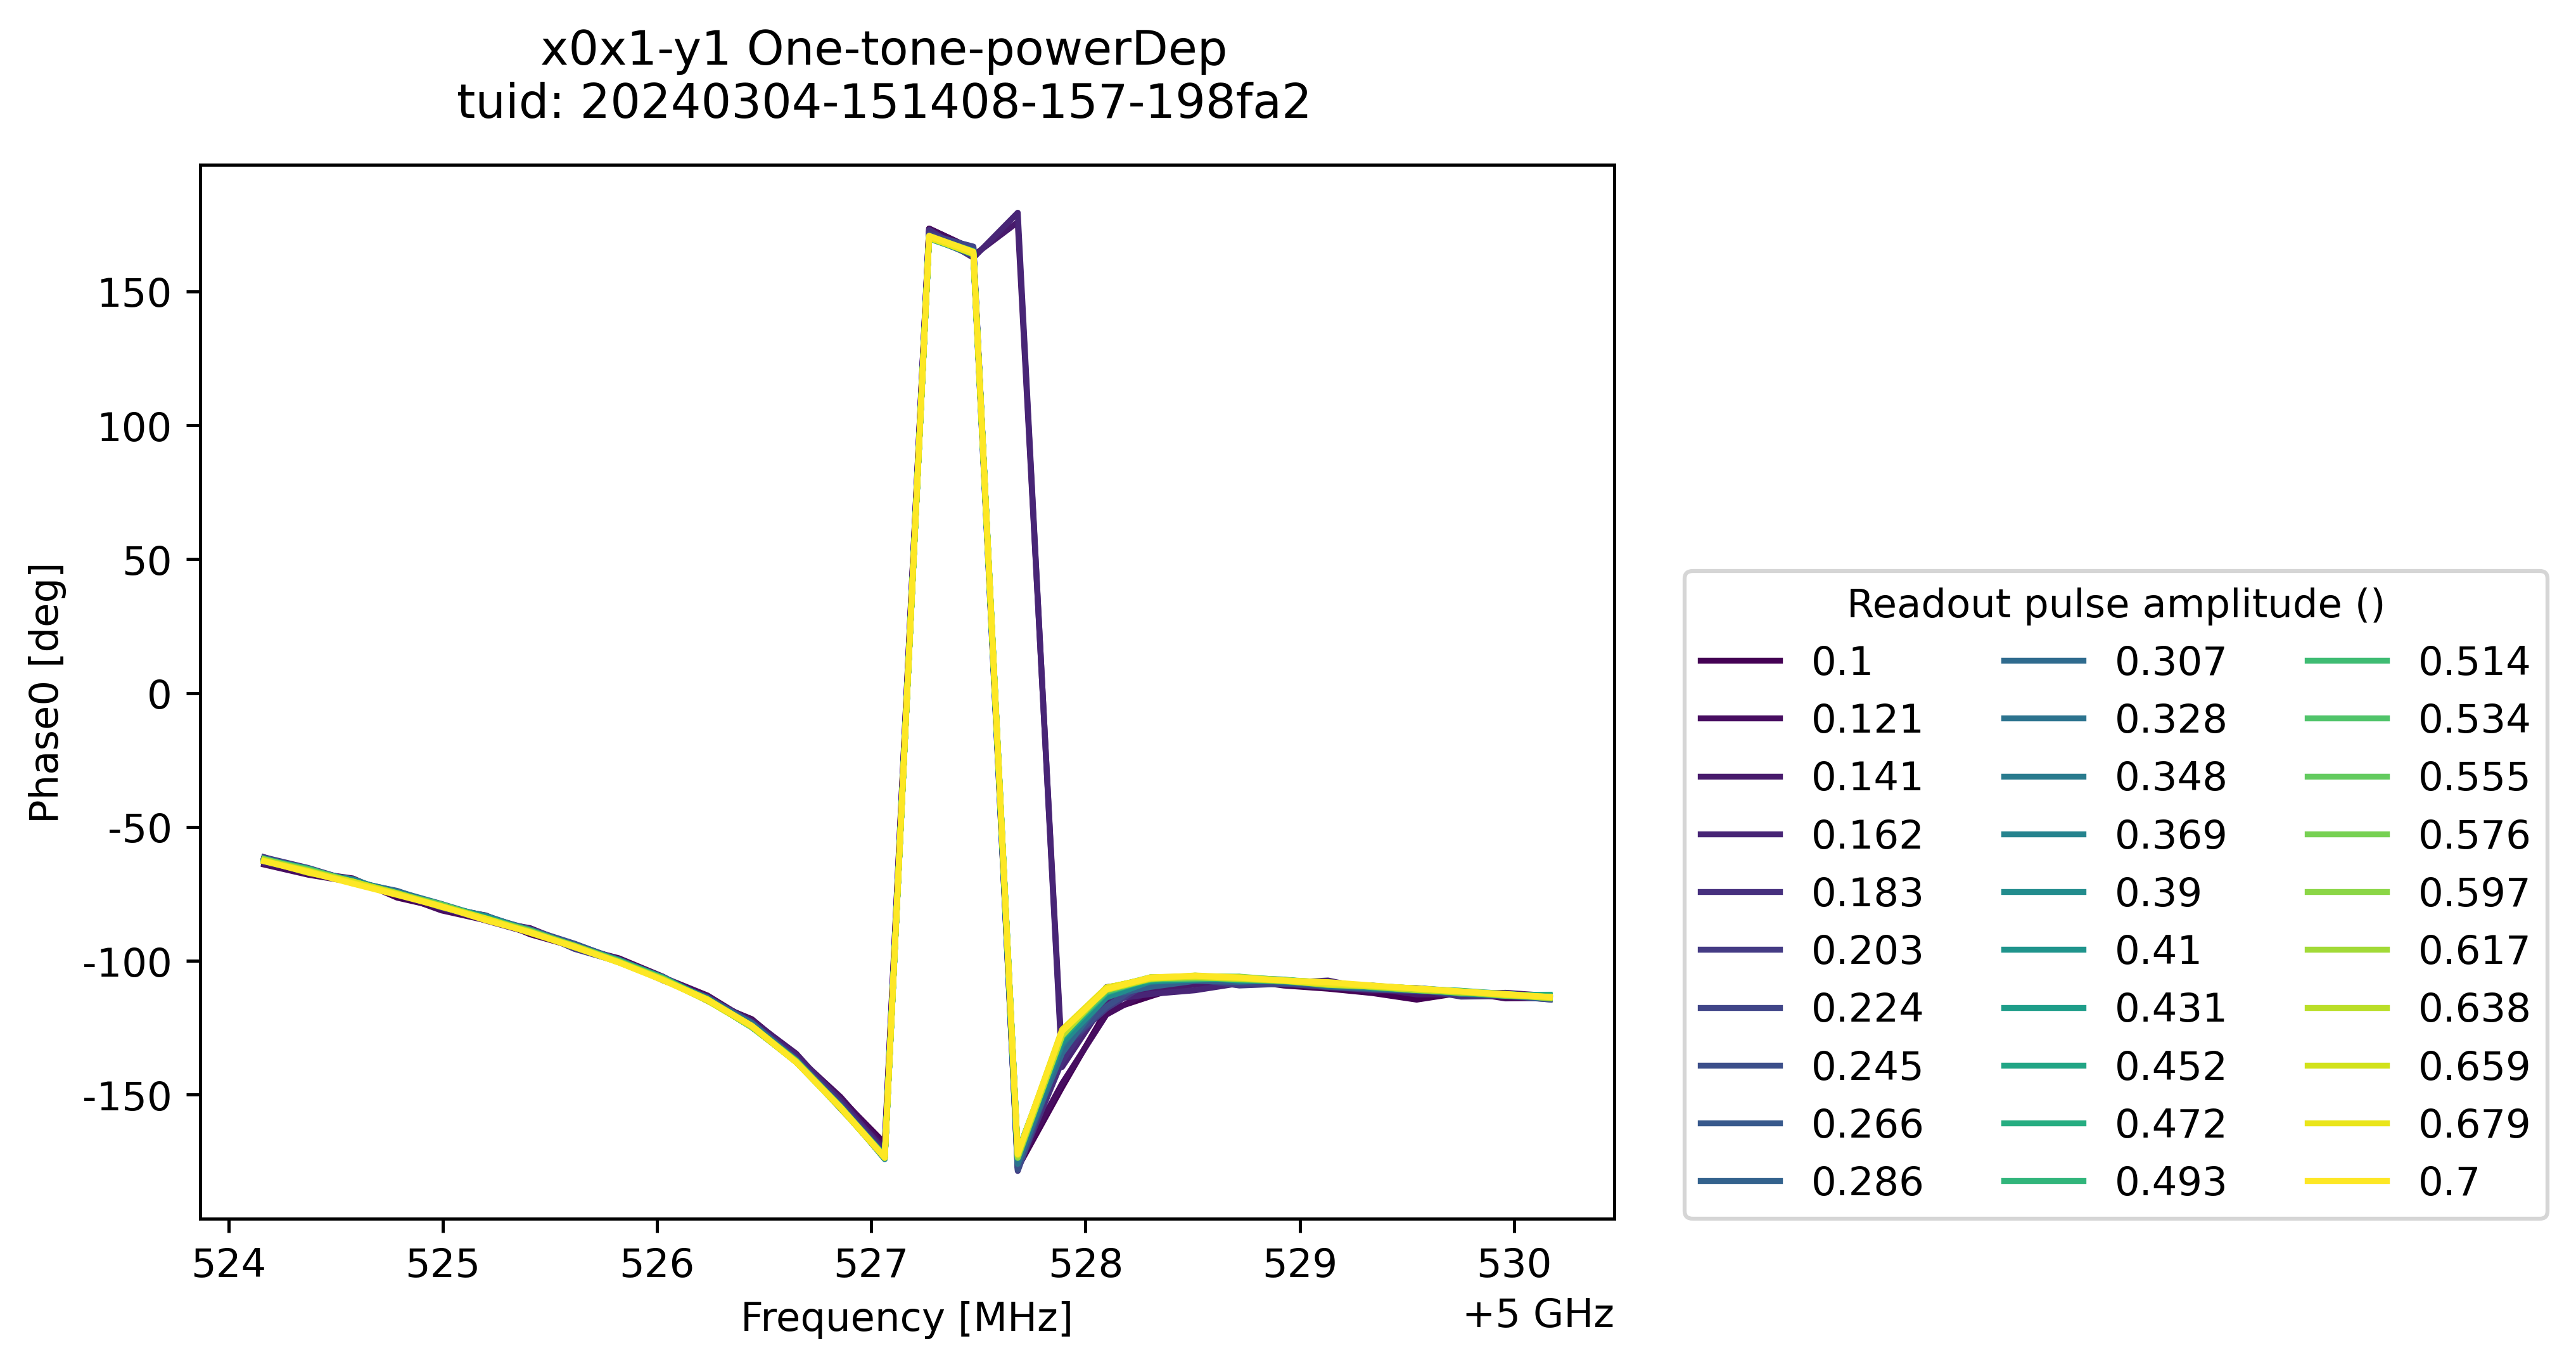 x0x1-y1 One-tone-powerDep
tuid: 20240304-151408-157-198fa2
Phase0 [deg]
150
100
50
0
-50
-100
-150
524 525 526 527 528 529 530
Frequency [MHz]
+5 GHz
Readout pulse amplitude ()
0.1 0.307 0.514
0.121 0.328 0.534
0.141 0.348 0.555
0.162 0.369 0.576
0.183 0.39 0.597
0.203 0.41 0.617
0.224 0.431 0.638
0.245 0.452 0.659
0.266 0.472 0.679
0.286 0.493 0.7